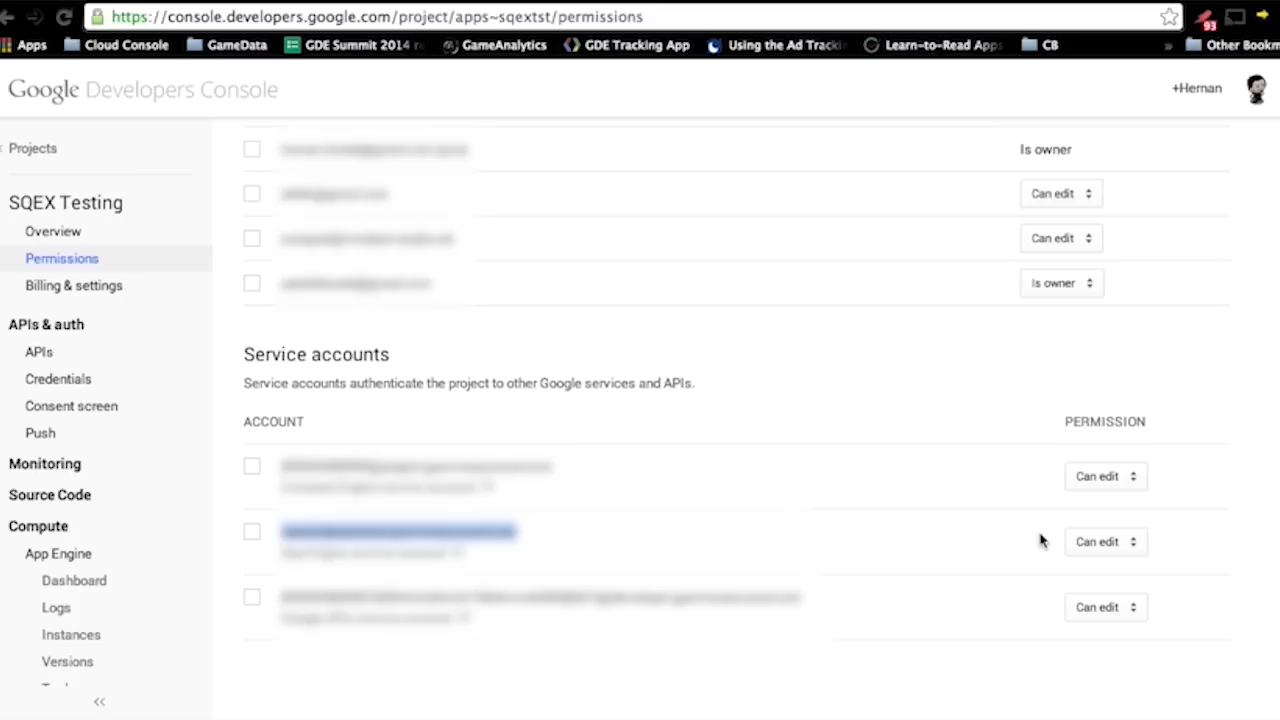 https://console.developers.google.com/project/apps~sqextst/permissions
93
Apps Cloud Console GameData GDE Summit 2014 GameAnalytics GDE Tracking App Using the Ad Tracki Learn-to-Read Apps CB » Other Bookm
Google Developers Console
+Hernan
Projects
SQEX Testing
Overview
Permissions
Billing & settings
APIs & auth
APIs
Credentials
Consent screen
Push
Monitoring
Source Code
Compute
App Engine
Dashboard
Logs
Instances
Versions
«
Is owner
Can edit
Can edit
Is owner
Service accounts
Service accounts authenticate the project to other Google services and APIs.
ACCOUNT PERMISSION
Can edit
Can edit
Can edit